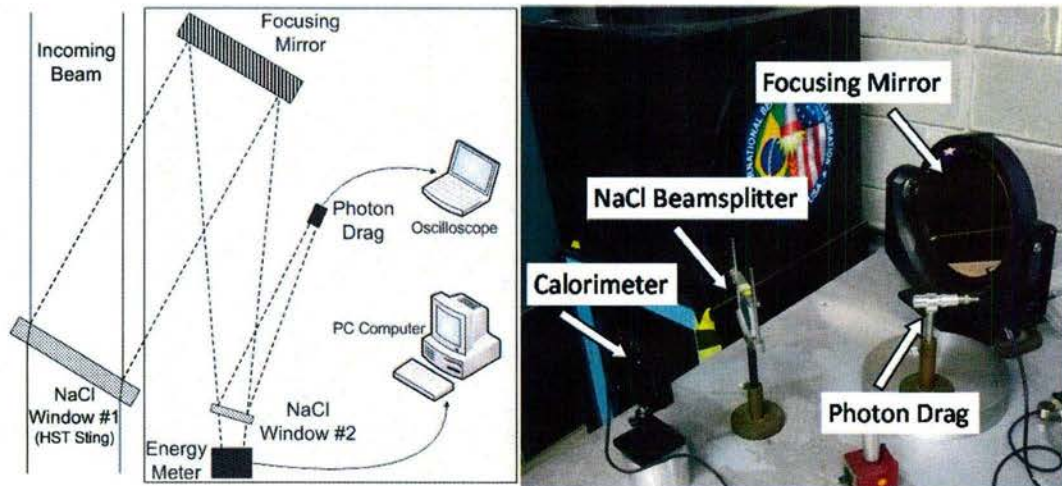 Incoming
Beam
Focusing
Mirror
Photon
Drag
Oscilloscope
PC Computer
NaCl
Window #1
(HST Sting)
NaCl
Window #2
Energy
Meter
Focusing Mirror
NaCl Beamsplitter
Calorimeter
Photon Drag
USA